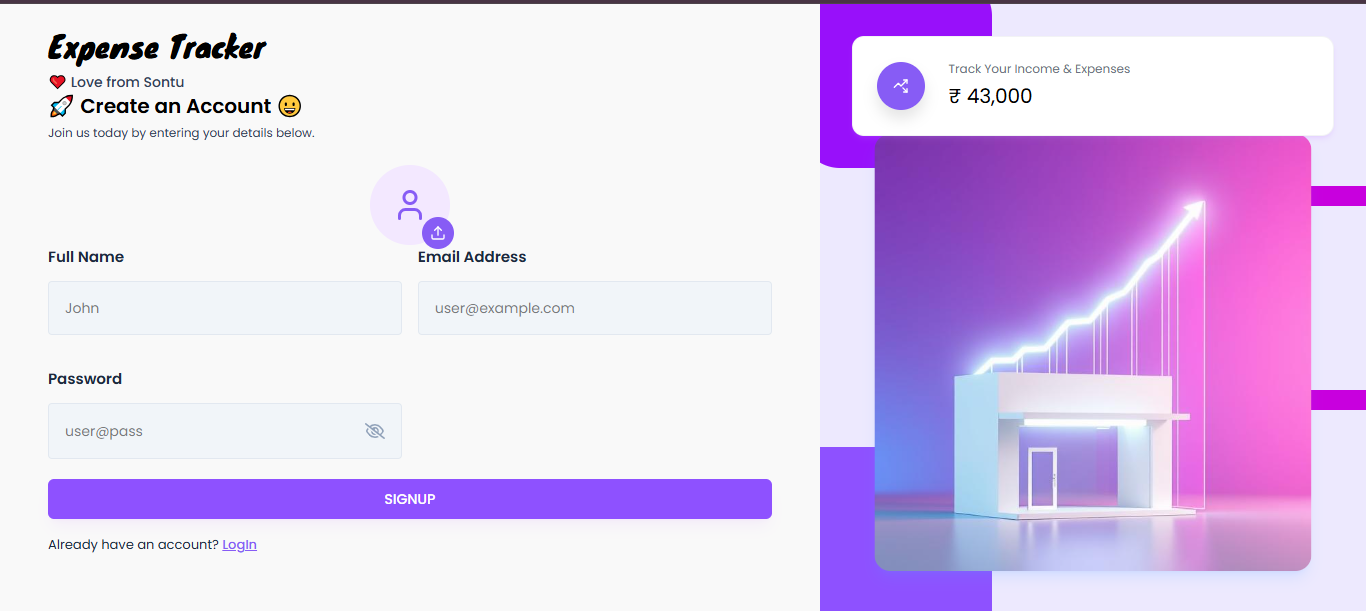 Expense Tracker
❤️ Love from Sontu
🚀 Create an Account 😀
Join us today by entering your details below.
Full Name
Email Address
John
user@example.com
Password
user@pass
SIGNUP
Already have an account? LogIn
Track Your Income & Expenses
₹ 43,000